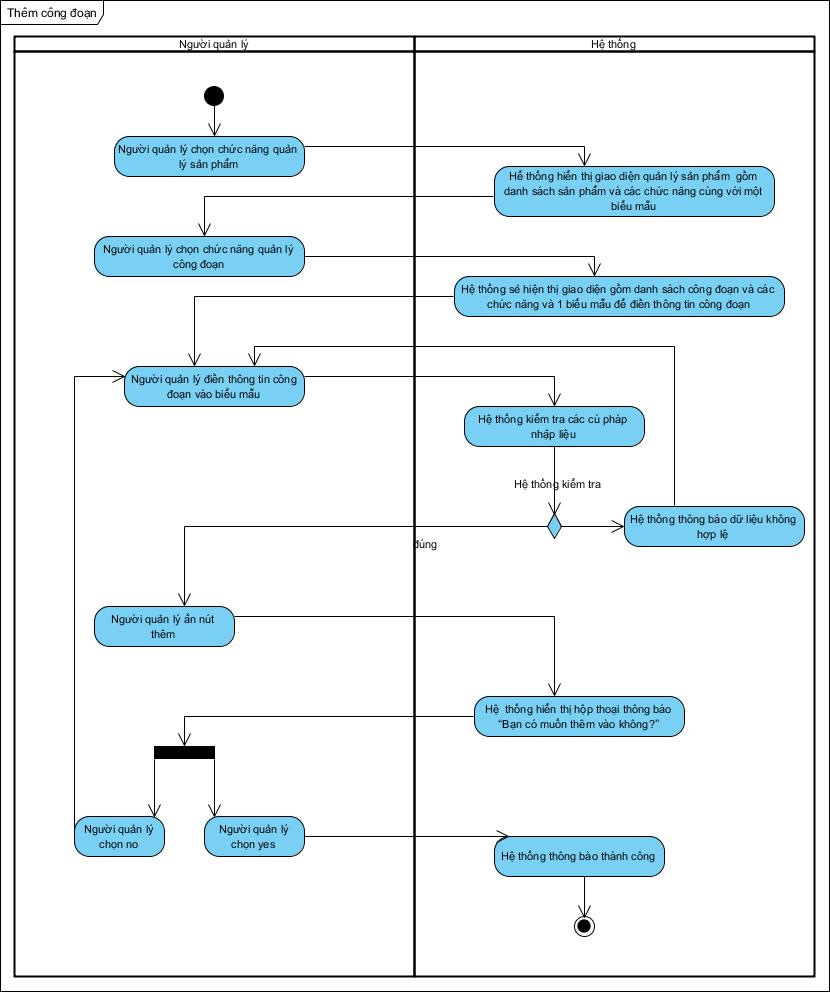 Thêm công đoạn
Người quản lý
Hệ thống
Người quản lý chọn chức năng quản
lý sản phẩm
Hệ thống hiển thị giao diện quản lý sản phẩm gồm
danh sách sản phẩm và các chức năng cùng với một
biểu mẫu
Người quản lý chọn chức năng quản lý
công đoạn
Hệ thống sẽ hiện thị giao diện gồm danh sách công đoạn và các
chức năng và 1 biểu mẫu để điền thông tin công đoạn
Người quản lý điền thông tin công
đoạn vào biểu mẫu
Hệ thống kiểm tra các cú pháp
nhập liệu
Hệ thống kiểm tra
Hệ thống thông báo dữ liệu không
hợp lệ
đúng
Người quản lý ấn nút
thêm
Hệ thống hiển thị hộp thoại thông báo
“Bạn có muốn thêm vào không?”
Người quản lý
chọn no
Người quản lý
chọn yes
Hệ thống thông báo thành công